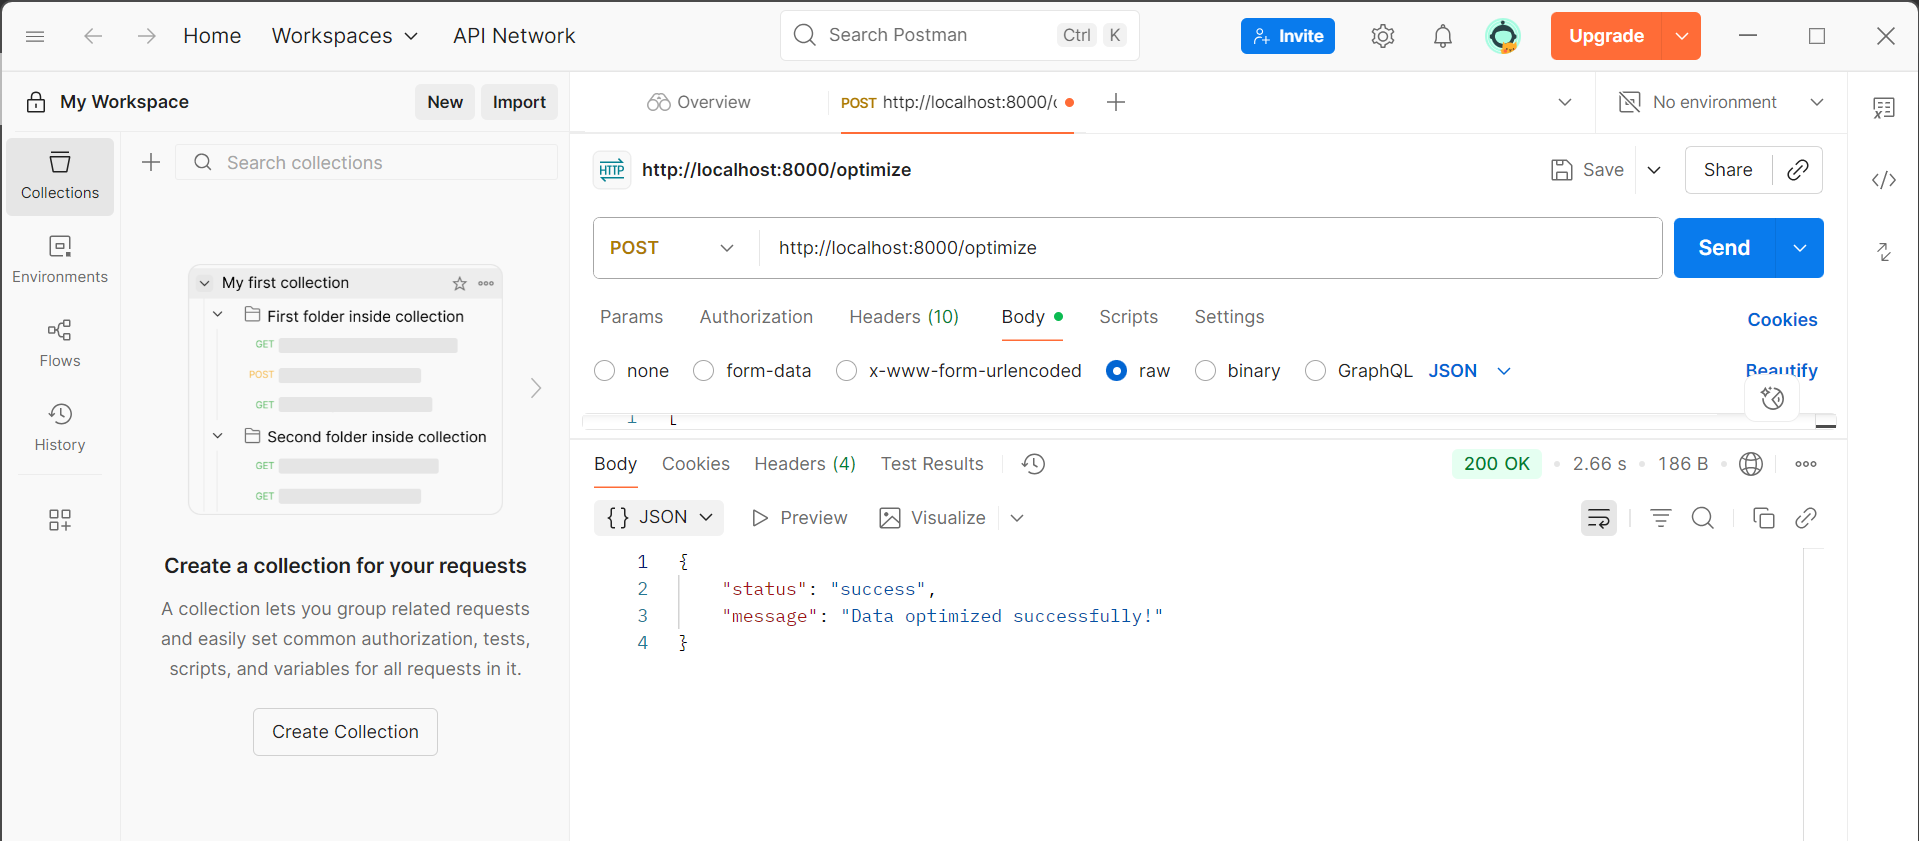 Home Workspaces API Network Search Postman Ctrl K Invite Upgrade
My Workspace New Import
Overview POST http://localhost:8000/ No environment
Collections
Search collections
Environments
Flows
History
My first collection
First folder inside collection
GET
POST
GET
Second folder inside collection
GET
GET
Create a collection for your requests
A collection lets you group related requests
and easily set common authorization, tests,
scripts, and variables for all requests in it.
Create Collection
HTTP http://localhost:8000/optimize Save Share
POST http://localhost:8000/optimize Send
Params Authorization Headers (10) Body Scripts Settings Cookies
none form-data x-www-form-urlencoded raw binary GraphQL JSON Beautify
1
Body Cookies Headers (4) Test Results 200 OK • 2.66 s • 186 B
{} JSON Preview Visualize
1 {
2 "status": "success",
3 "message": "Data optimized successfully!"
4 }